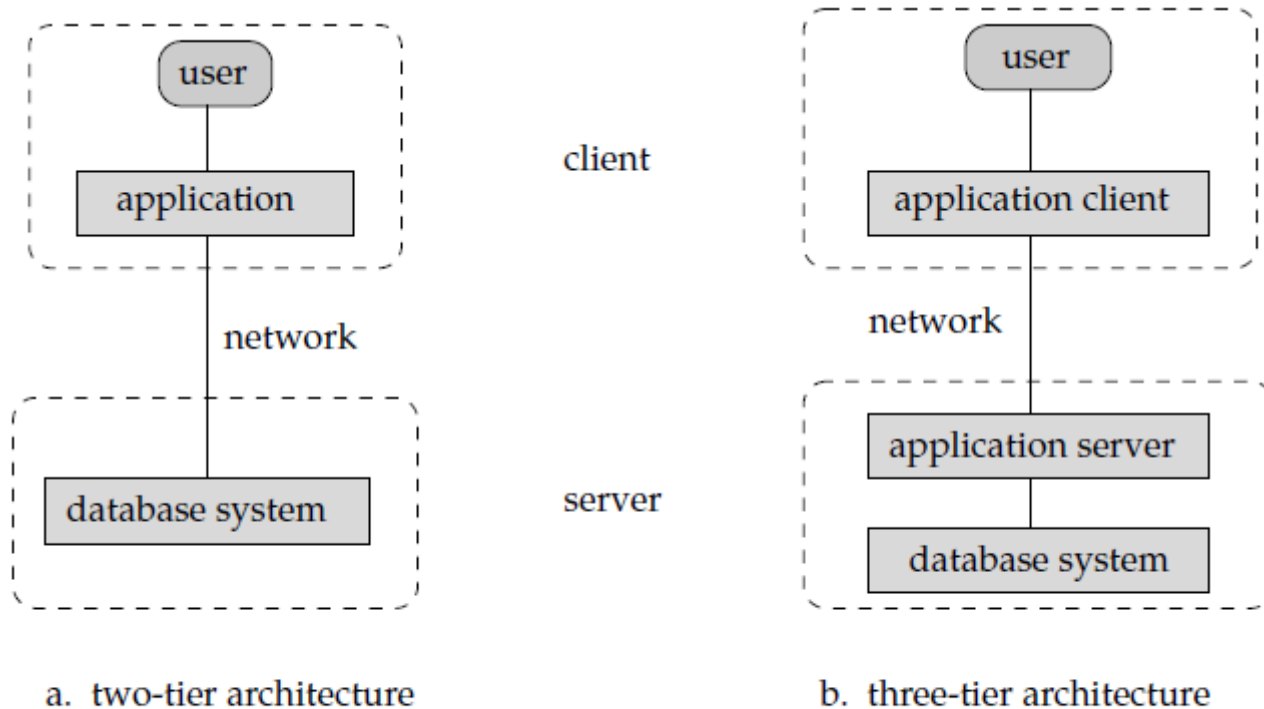 user
application
network
database system
a. two-tier architecture
client
server
user
application client
network
application server
database system
b. three-tier architecture